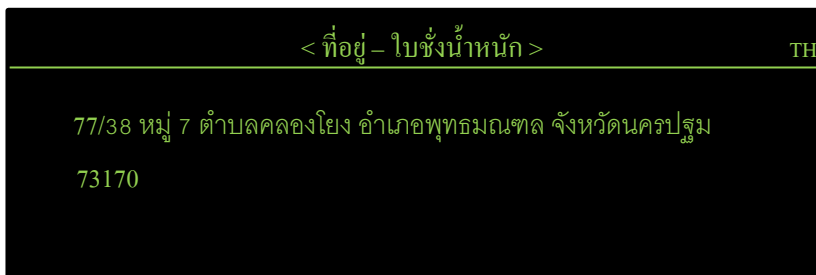 < ที่อยู่ – ใบชั่งน้ำหนัก > TH
77/38 หมู่ 7 ตำบลคลองโยง อำเภอพุทธมณฑล จังหวัดนครปฐม
73170